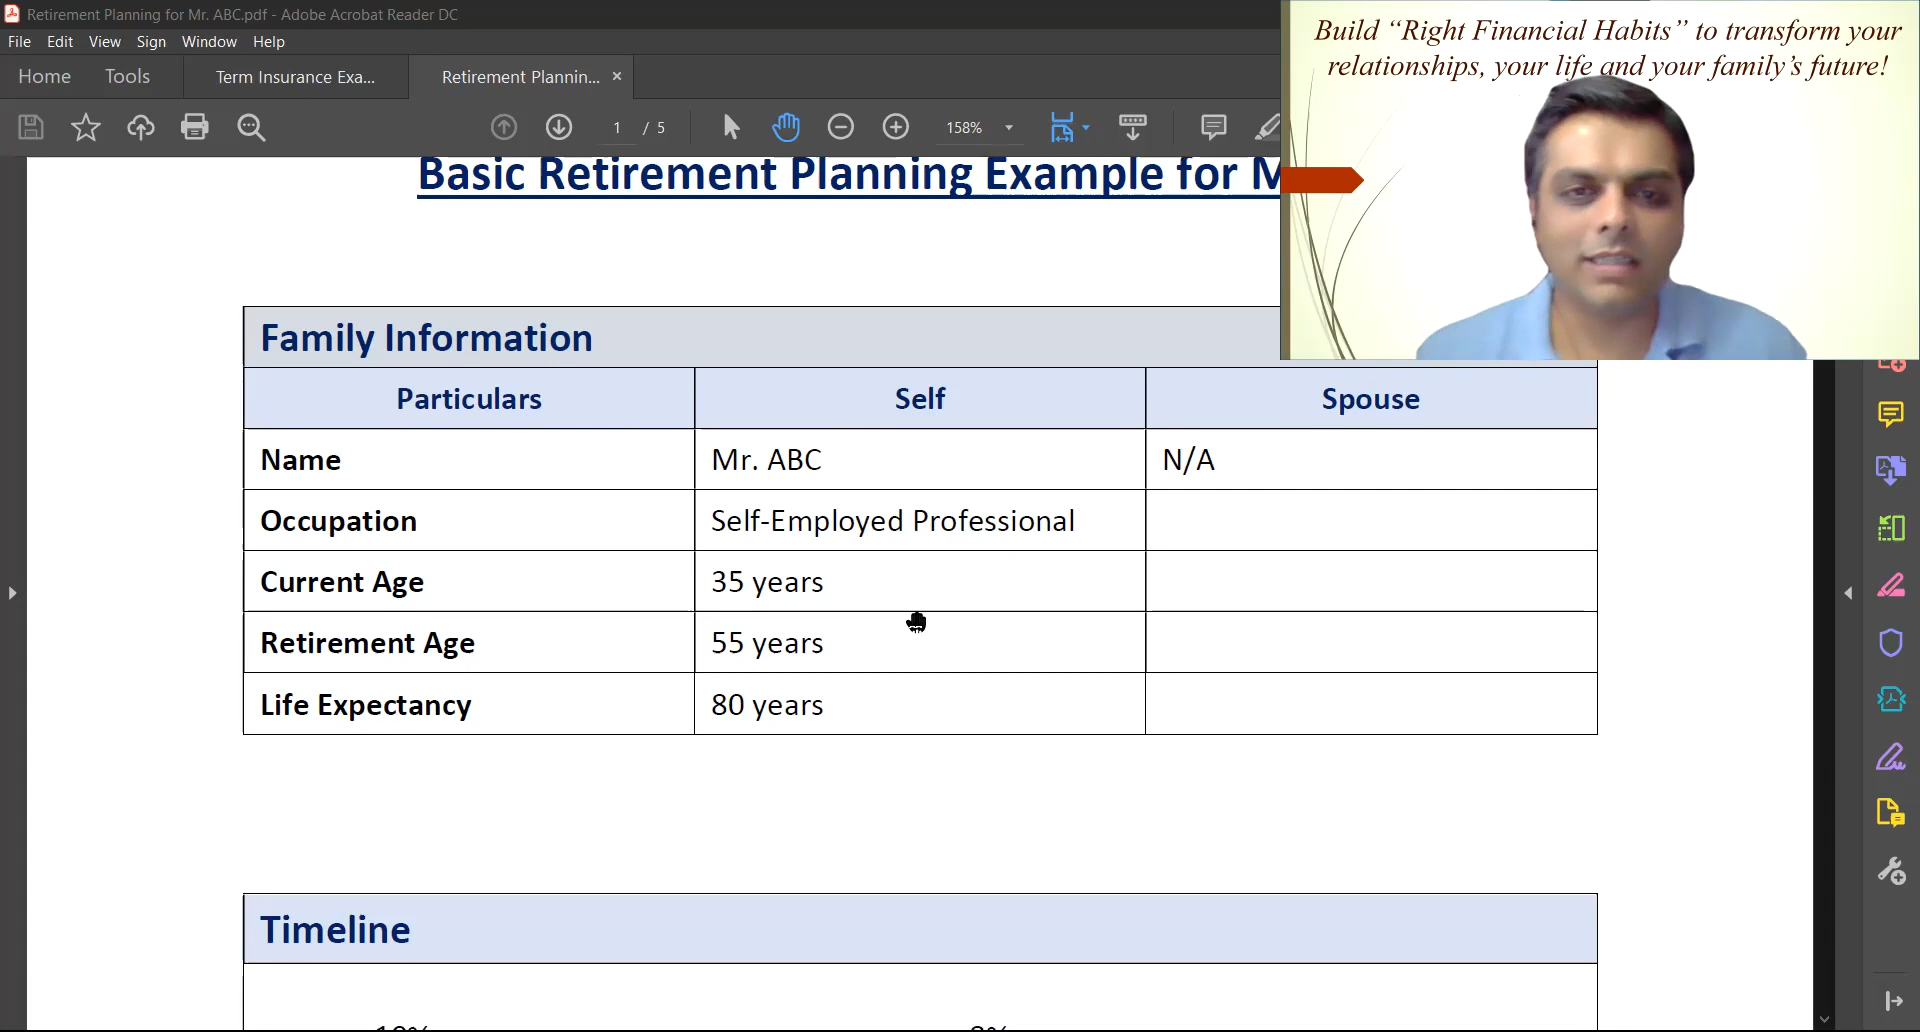 Retirement Planning for Mr. ABC.pdf - Adobe Acrobat Reader DC
File Edit View Sign Window Help
Home Tools Term Insurance Exa... Retirement Plannin... ×
1 / 5 158%
Build “Right Financial Habits” to transform your
relationships, your life and your family’s future!
Basic Retirement Planning Example for
Family Information
Particulars Self Spouse
Name Mr. ABC N/A
Occupation Self-Employed Professional
Current Age 35 years
Retirement Age 55 years
Life Expectancy 80 years
Timeline